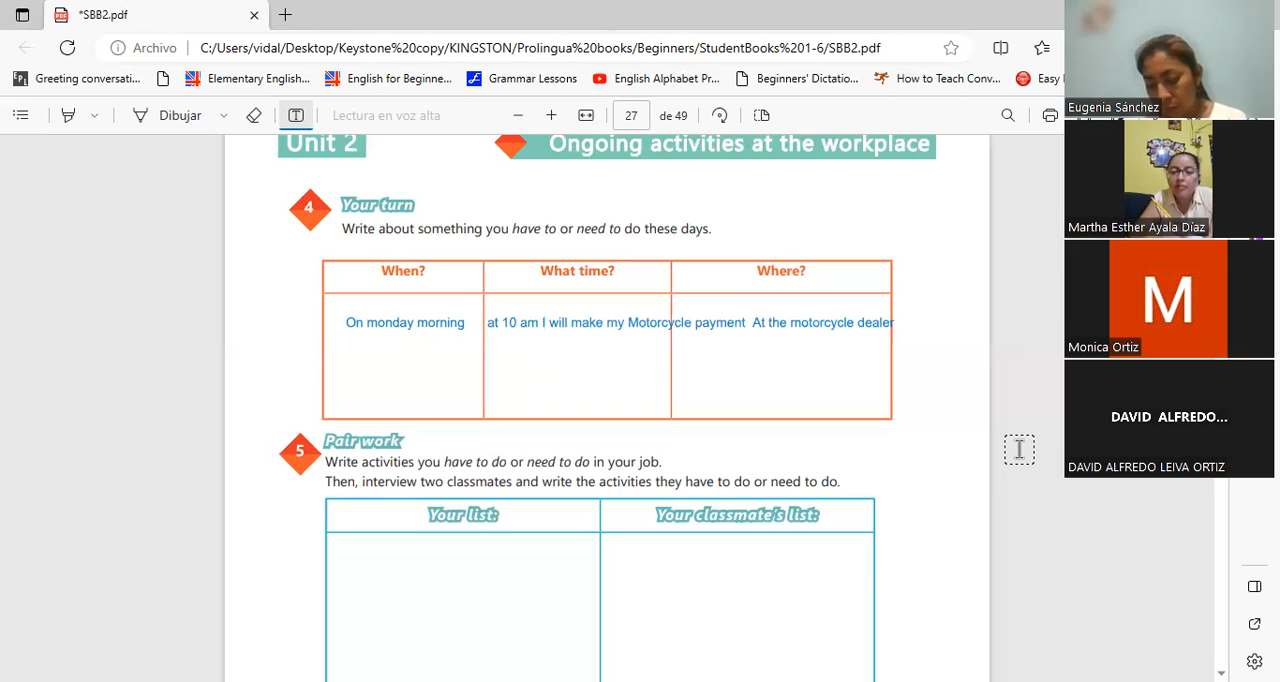 *SBB2.pdf
Archivo
C:/Users/vidal/Desktop/Keystone%20copy/KINGSTON/Prolingua%20books/Beginners/StudentBooks%201-6/SBB2.pdf
Greeting conversati...
Elementary English...
English for Beginne...
Grammar Lessons
English Alphabet Pr...
Beginners' Dictatio...
How to Teach Conv...
Easy
Dibujar
Lectura en voz alta
27
de 49
Unit 2
Ongoing activities at the workplace
4
Your turn
Write about something you have to or need to do these days.
When?
What time?
Where?
On monday morning
at 10 am I will make my Motorcycle payment
At the motorcycle dealer
5
Pair work
Write activities you have to do or need to do in your job.
Then, interview two classmates and write the activities they have to do or need to do.
Your list:
Your classmate's list:
Eugenia Sánchez
Martha Esther Ayala Díaz
M
Monica Ortiz
DAVID ALFREDO...
DAVID ALFREDO LEIVA ORTIZ